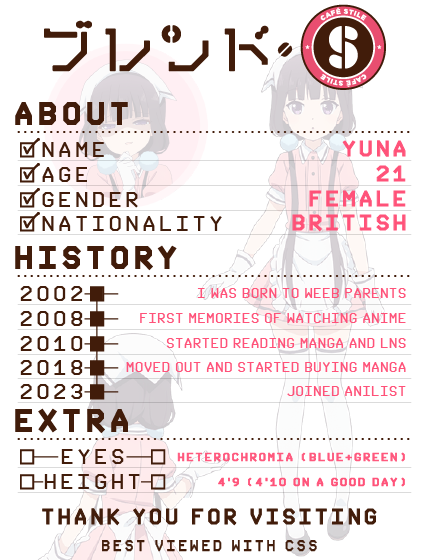 ブレンド・S
CAFÉ STILE
CAFÉ STILE
ABOUT
NAME YUNA
AGE 21
GENDER FEMALE
NATIONALITY BRITISH
HISTORY
2002 I WAS BORN TO WEEB PARENTS
2008 FIRST MEMORIES OF WATCHING ANIME
2010 STARTED READING MANGA AND LNS
2018 MOVED OUT AND STARTED BUYING MANGA
2023 JOINED ANILIST
EXTRA
EYES HETEROCHROMIA (BLUE+GREEN)
HEIGHT 4'9 (4'10 ON A GOOD DAY)
THANK YOU FOR VISITING
BEST VIEWED WITH CSS